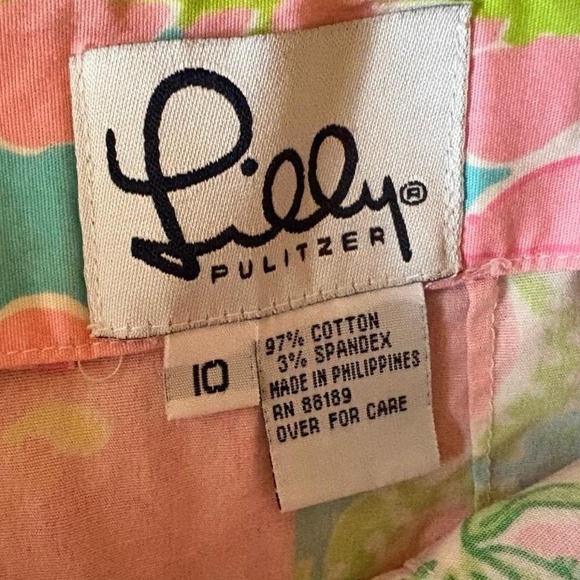 Lilly®
PULITZER
10
97% COTTON
3% SPANDEX
MADE IN PHILIPPINES
RN 88189
OVER FOR CARE